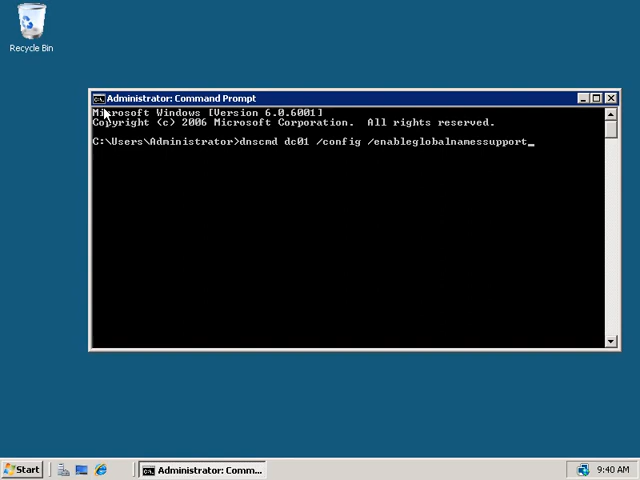 Recycle Bin
Administrator: Command Prompt
Microsoft Windows [Version 6.0.6001]
Copyright (c) 2006 Microsoft Corporation.  All rights reserved.
C:\Users\Administrator>dnscmd dc01 /config /enableglobalnamessupport_
Start
Administrator: Comm...
9:40 AM